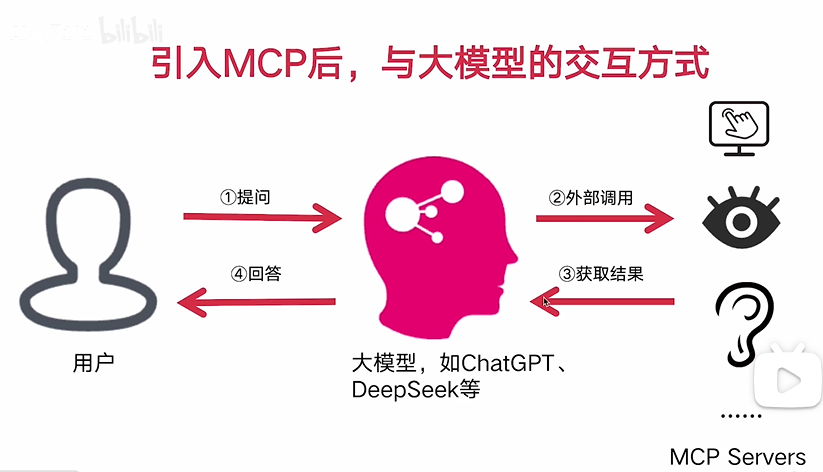 bilibili
引入MCP后，与大模型的交互方式
①提问
②外部调用
④回答
③获取结果
用户
大模型，如ChatGPT、
DeepSeek等
......
MCP Servers